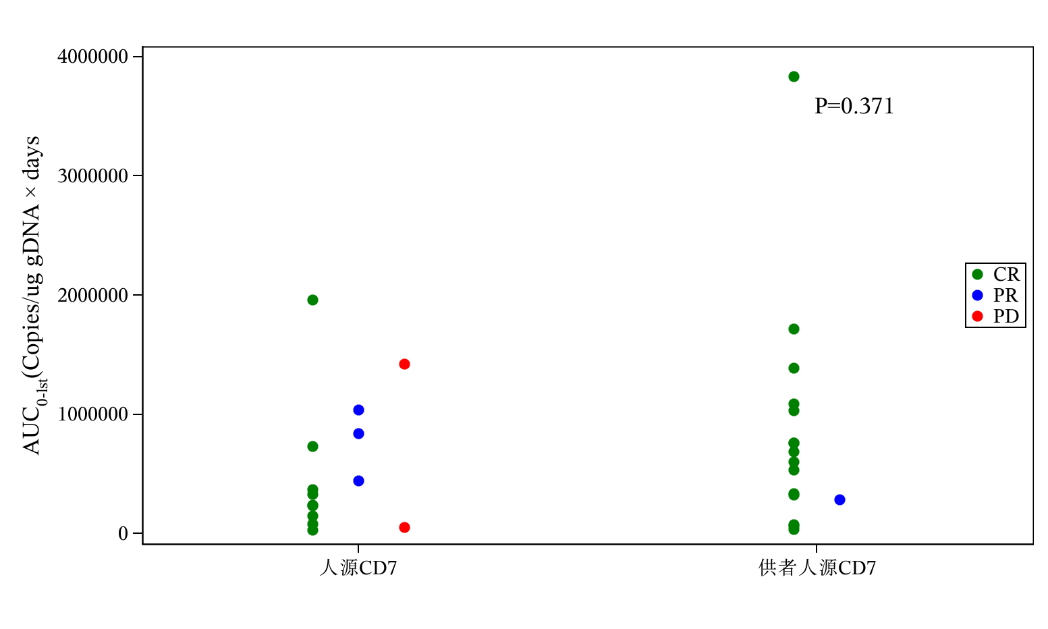 4000000
P=0.371
3000000
AUC0-lst(Copies/ug gDNA × days
CR
2000000
PR
PD
1000000
0
人源CD7
供者人源CD7